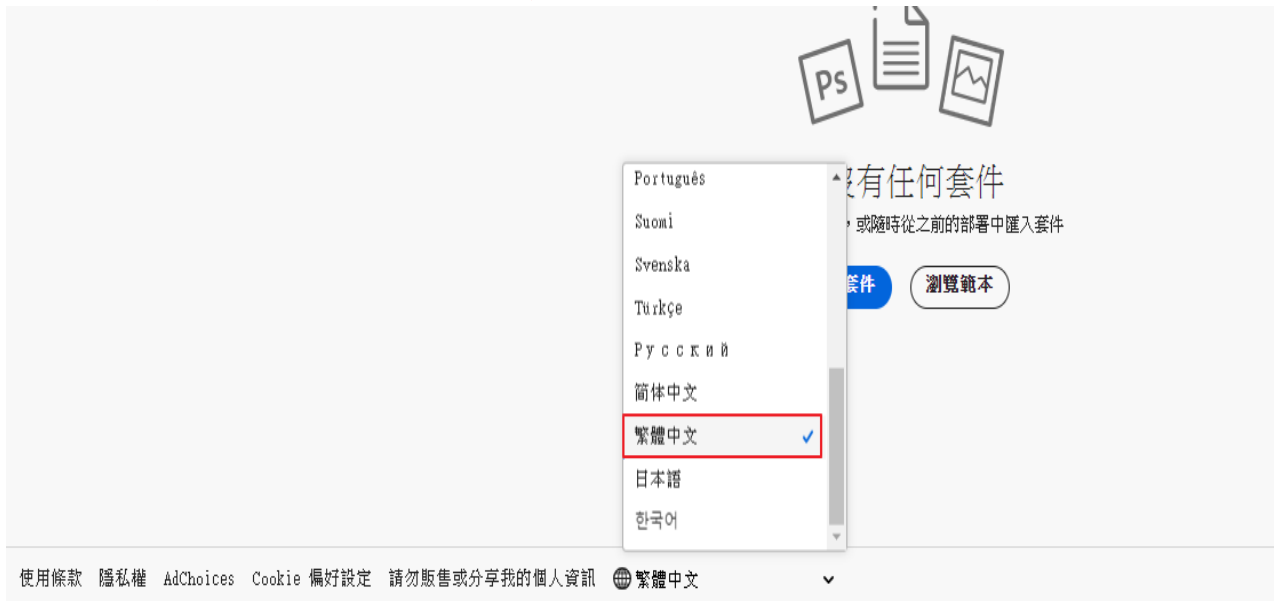 Ps
Português
有任何套件
Suomi
,或隨時從之前的部署中匯入套件
Svenska
套件
瀏覽範本
Türkçe
Русский
简体中文
繁體中文
日本語
한국어
使用條款 隱私權 AdChoices Cookie 偏好設定 請勿販售或分享我的個人資訊 繁體中文